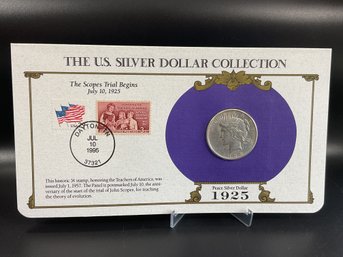 THE U.S. SILVER DOLLAR COLLECTION
The Scopes Trial Begins
July 10, 1925
DAYTON, TN
JUL
10
1995
37321
This historic 3¢ stamp, honoring the Teachers of America, was
issued July 1, 1957. The Panel is postmarked July 10, the anni-
versary of the start of the trial of John Scopes, for teaching
the theory of evolution.
Peace Silver Dollar
1925